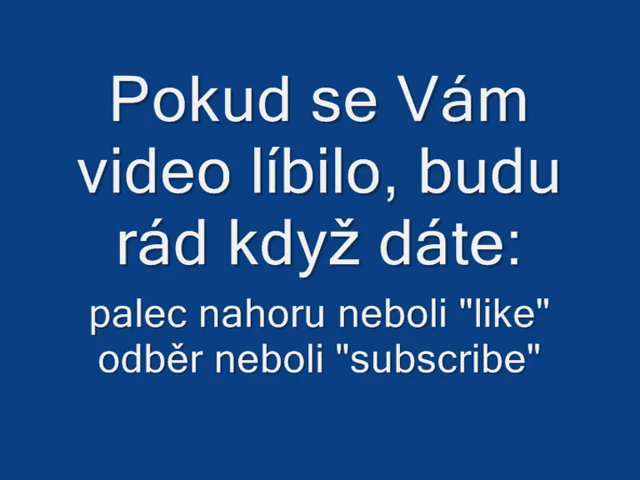 Pokud se Vám
video líbilo, budu
rád když dáte:
palec nahoru neboli "like"
odběr neboli "subscribe"